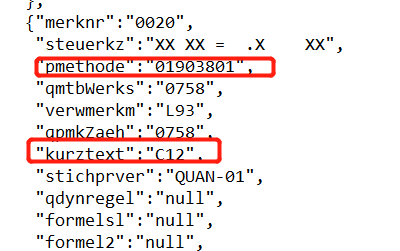 },
{"merknr":"0020",
"steuerkz":"XX XX =  .X    XX",
"pmethode":"01903801",
"qmtbWerks":"0758",
"verwmerkm":"L93",
"qpmkZaeh":"0758",
"kurztext":"C12",
"stichprver":"QUAN-01",
"qdynregel":"null",
"formelsl":"null",
"formel2":"null",